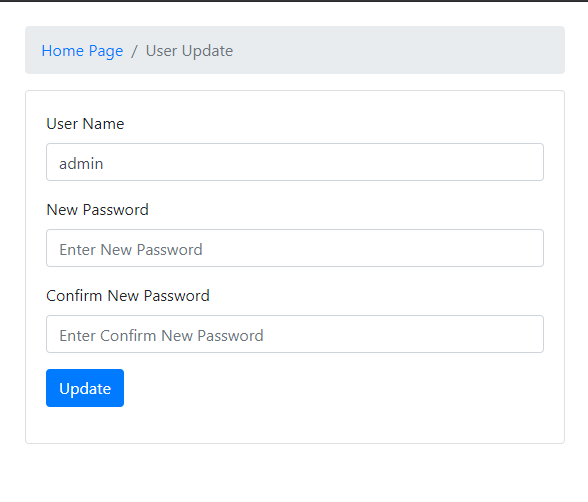 Home Page / User Update
User Name
admin
New Password
Enter New Password
Confirm New Password
Enter Confirm New Password
Update